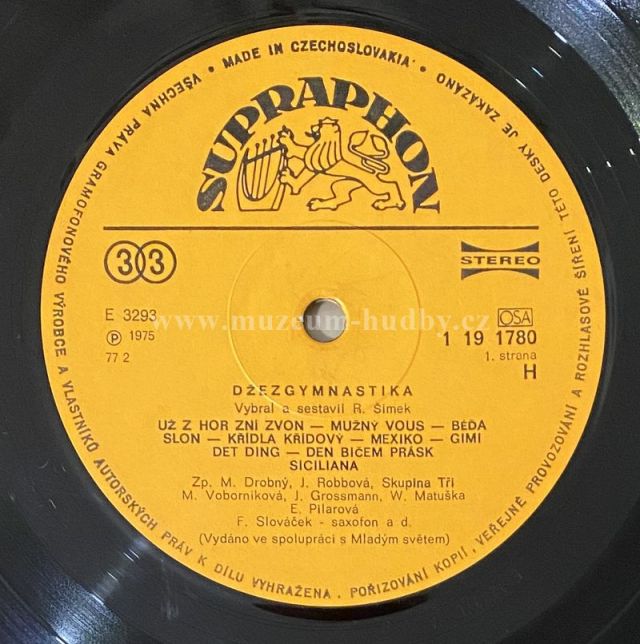 VŠECHNA PRÁVA GRAMOFONOVÉHO VÝROBCE A VLASTNÍKŮ AUTORSKÝCH PRÁV K DÍLU VYHRAŽENA. POŘIZOVÁNÍ KOPIÍ, VEŘEJNÉ PROVOZOVÁNÍ A ROZHLASOVÉ ŠÍŘENÍ TÉTO DESKY JE ZAKÁZÁNO
• MADE IN CZECHOSLOVAKIA •
SUPRAPHON
33
STEREO
E 3293
Ⓟ 1975
77 2
www.muzeum-hudby.cz
OSA
1 19 1780
1. strana
H
DŽEZGYMNASTIKA
Vybral a sestavil R. Šimek
UŽ Z HOR ZNÍ ZVON — MUŽNÝ VOUS — BĚĎA
SLON — KŘÍDLA KŘÍDOVÝ — MEXIKO — GIMI
DET DING — DEN BIČEM PRÁSK
SICILIANA
Zp. M. Drobný, J. Robbová, Skupina Tři
M. Voborníková, J. Grossmann, W. Matuška
E. Pilarová
F. Slováček - saxofon a d.
(Vydáno ve spolupráci s Mladým světem)